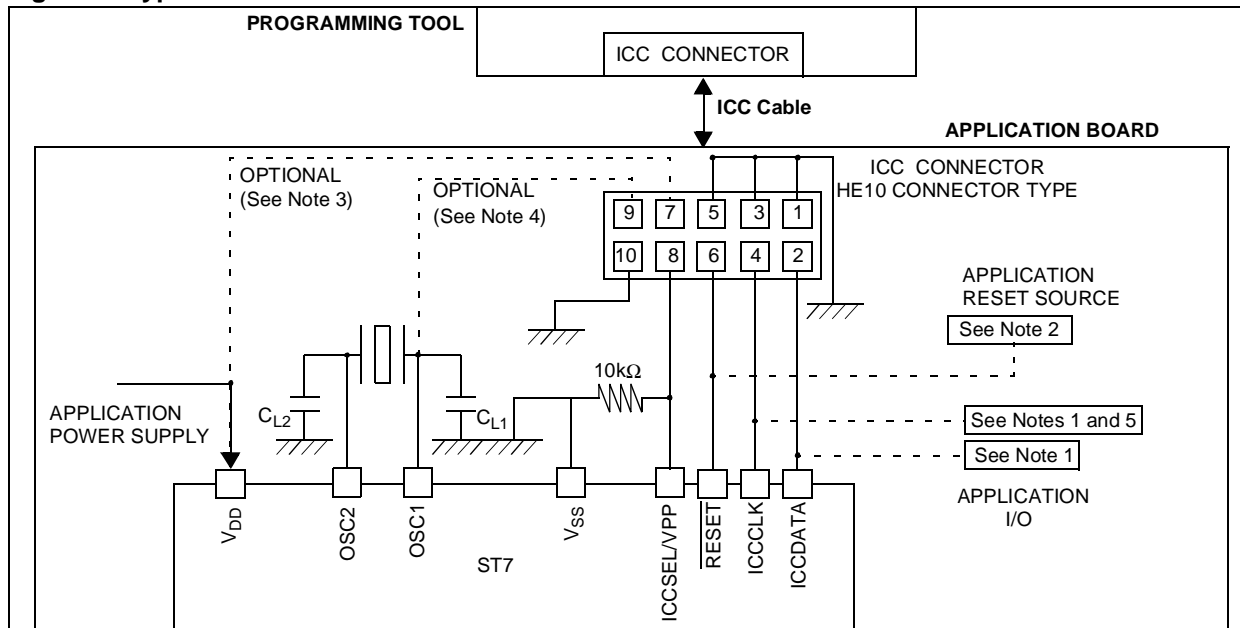 PROGRAMMING TOOL
ICC CONNECTOR
ICC Cable
APPLICATION BOARD
OPTIONAL
(See Note 3)
OPTIONAL
(See Note 4)
ICC CONNECTOR
HE10 CONNECTOR TYPE
9 7 5 3 1
10 8 6 4 2
APPLICATION
RESET SOURCE
See Note 2
10kΩ
APPLICATION
POWER SUPPLY
CL2
CL1
See Notes 1 and 5
See Note 1
APPLICATION
I/O
VDD
OSC2
OSC1
VSS
ICCSEL/VPP
RESET
ICCCLK
ICCDATA
ST7